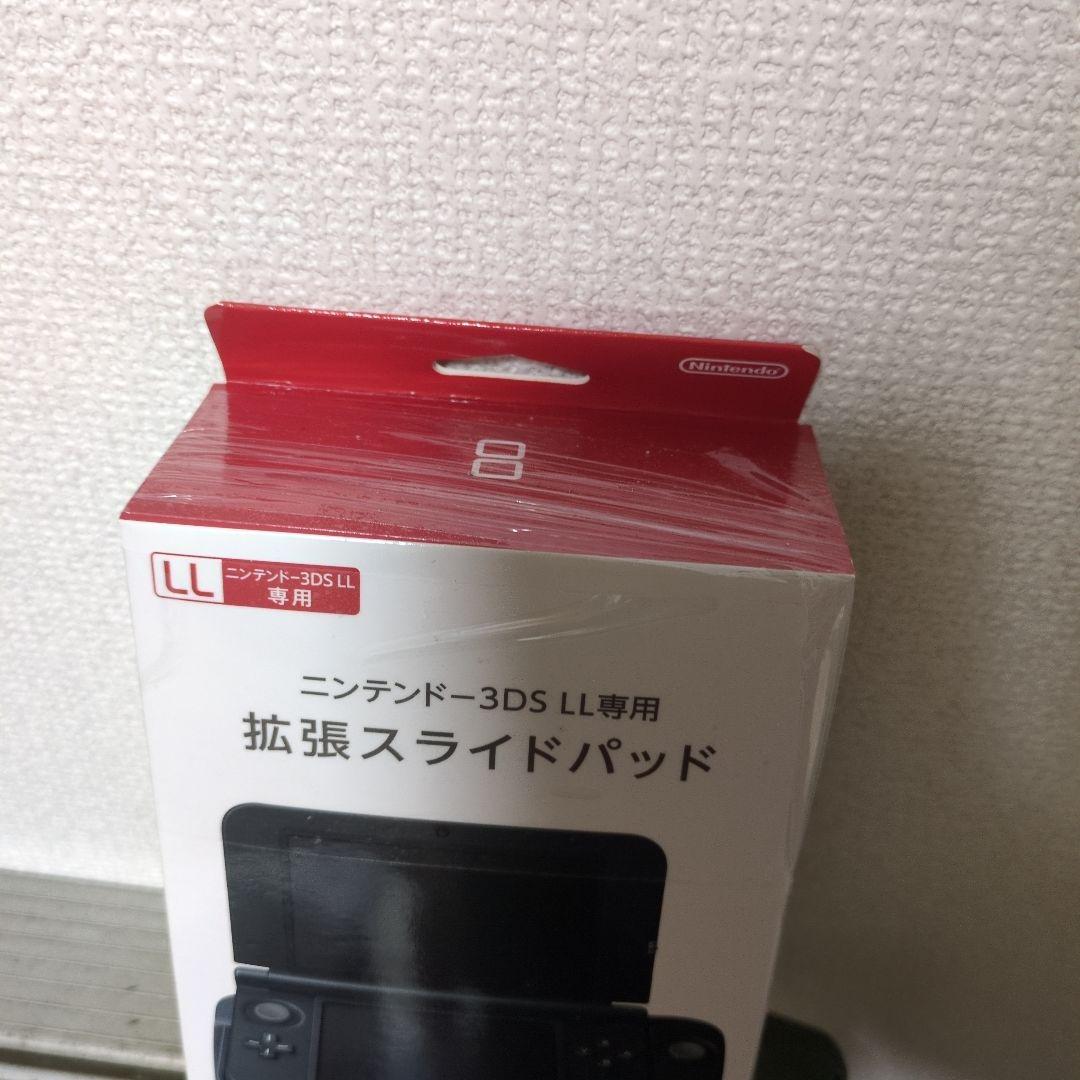 Nintendo
LL
ニンテンドー3DS LL
専用
ニンテンドー3DS LL専用
拡張スライドパッド